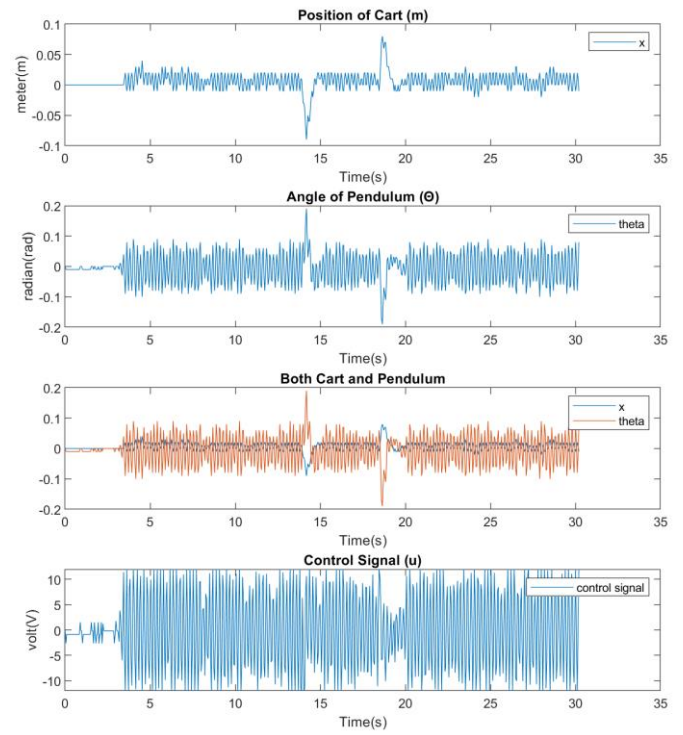 Position of Cart (m)
0.1
0.05
0
-0.05
-0.1
meter(m)
x
0 5 10 15 20 25 30 35
Time(s)
Angle of Pendulum (Θ)
0.2
0.1
0
-0.1
-0.2
radian(rad)
theta
0 5 10 15 20 25 30 35
Time(s)
Both Cart and Pendulum
0.2
0.1
0
-0.1
-0.2
x
theta
0 5 10 15 20 25 30 35
Time(s)
Control Signal (u)
10
5
0
-5
-10
volt(V)
control signal
0 5 10 15 20 25 30 35
Time(s)